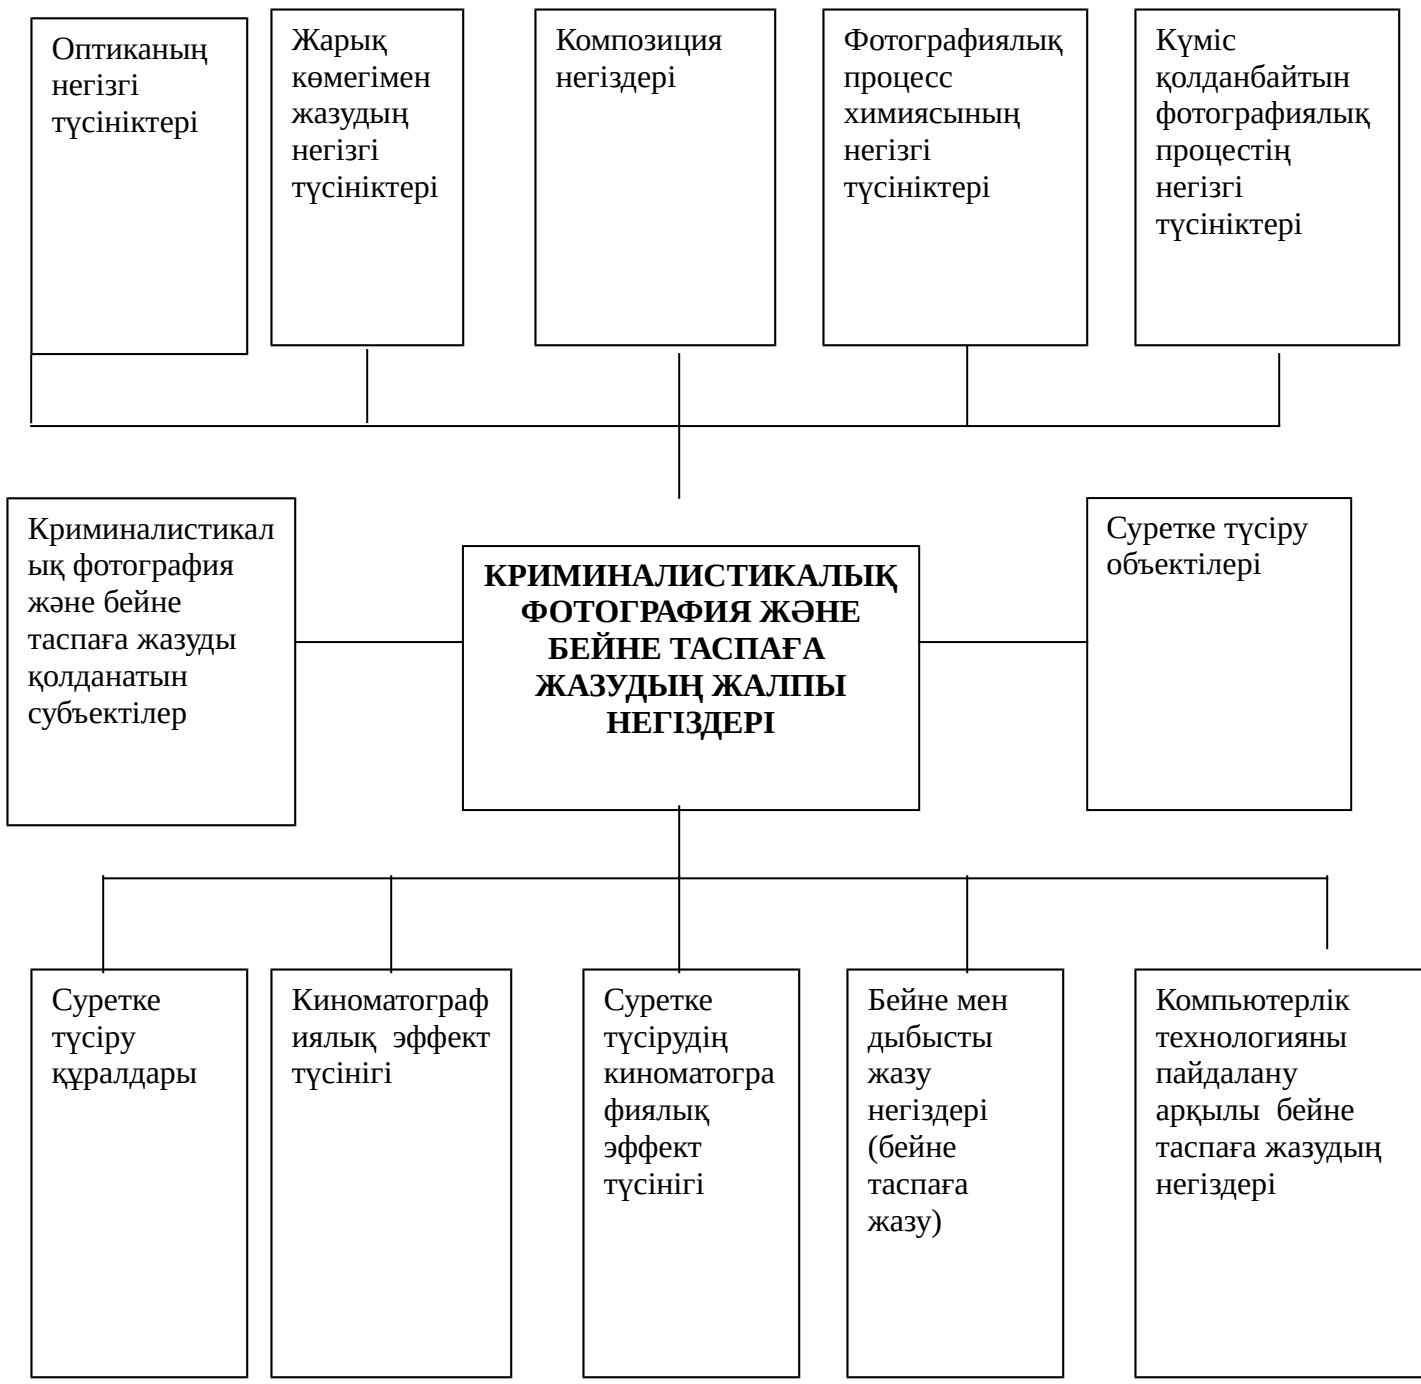 Оптиканың
негізгі
түсініктері
Жарық
көмегімен
жазудың
негізгі
түсініктері
Композиция
негіздері
Фотографиялық
процесс
химиясының
негізгі
түсініктері
Күміс
қолданбайтын
фотографиялық
процестің
негізгі
түсініктері
Криминалистикал
ық фотография
және бейне
таспаға жазуды
қолданатын
субъектілер
КРИМИНАЛИСТИКАЛЫҚ
ФОТОГРАФИЯ ЖӘНЕ
БЕЙНЕ ТАСПАҒА
ЖАЗУДЫҢ ЖАЛПЫ
НЕГІЗДЕРІ
Суретке түсіру
объектілері
Суретке
түсіру
құралдары
Киноматограф
иялық  эффект
түсінігі
Суретке
түсірудің
киноматогра
фиялық
эффект
түсінігі
Бейне мен
дыбысты
жазу
негіздері
(бейне
таспаға
жазу)
Компьютерлік
технологияны
пайдалану
арқылы  бейне
таспаға жазудың
негіздері